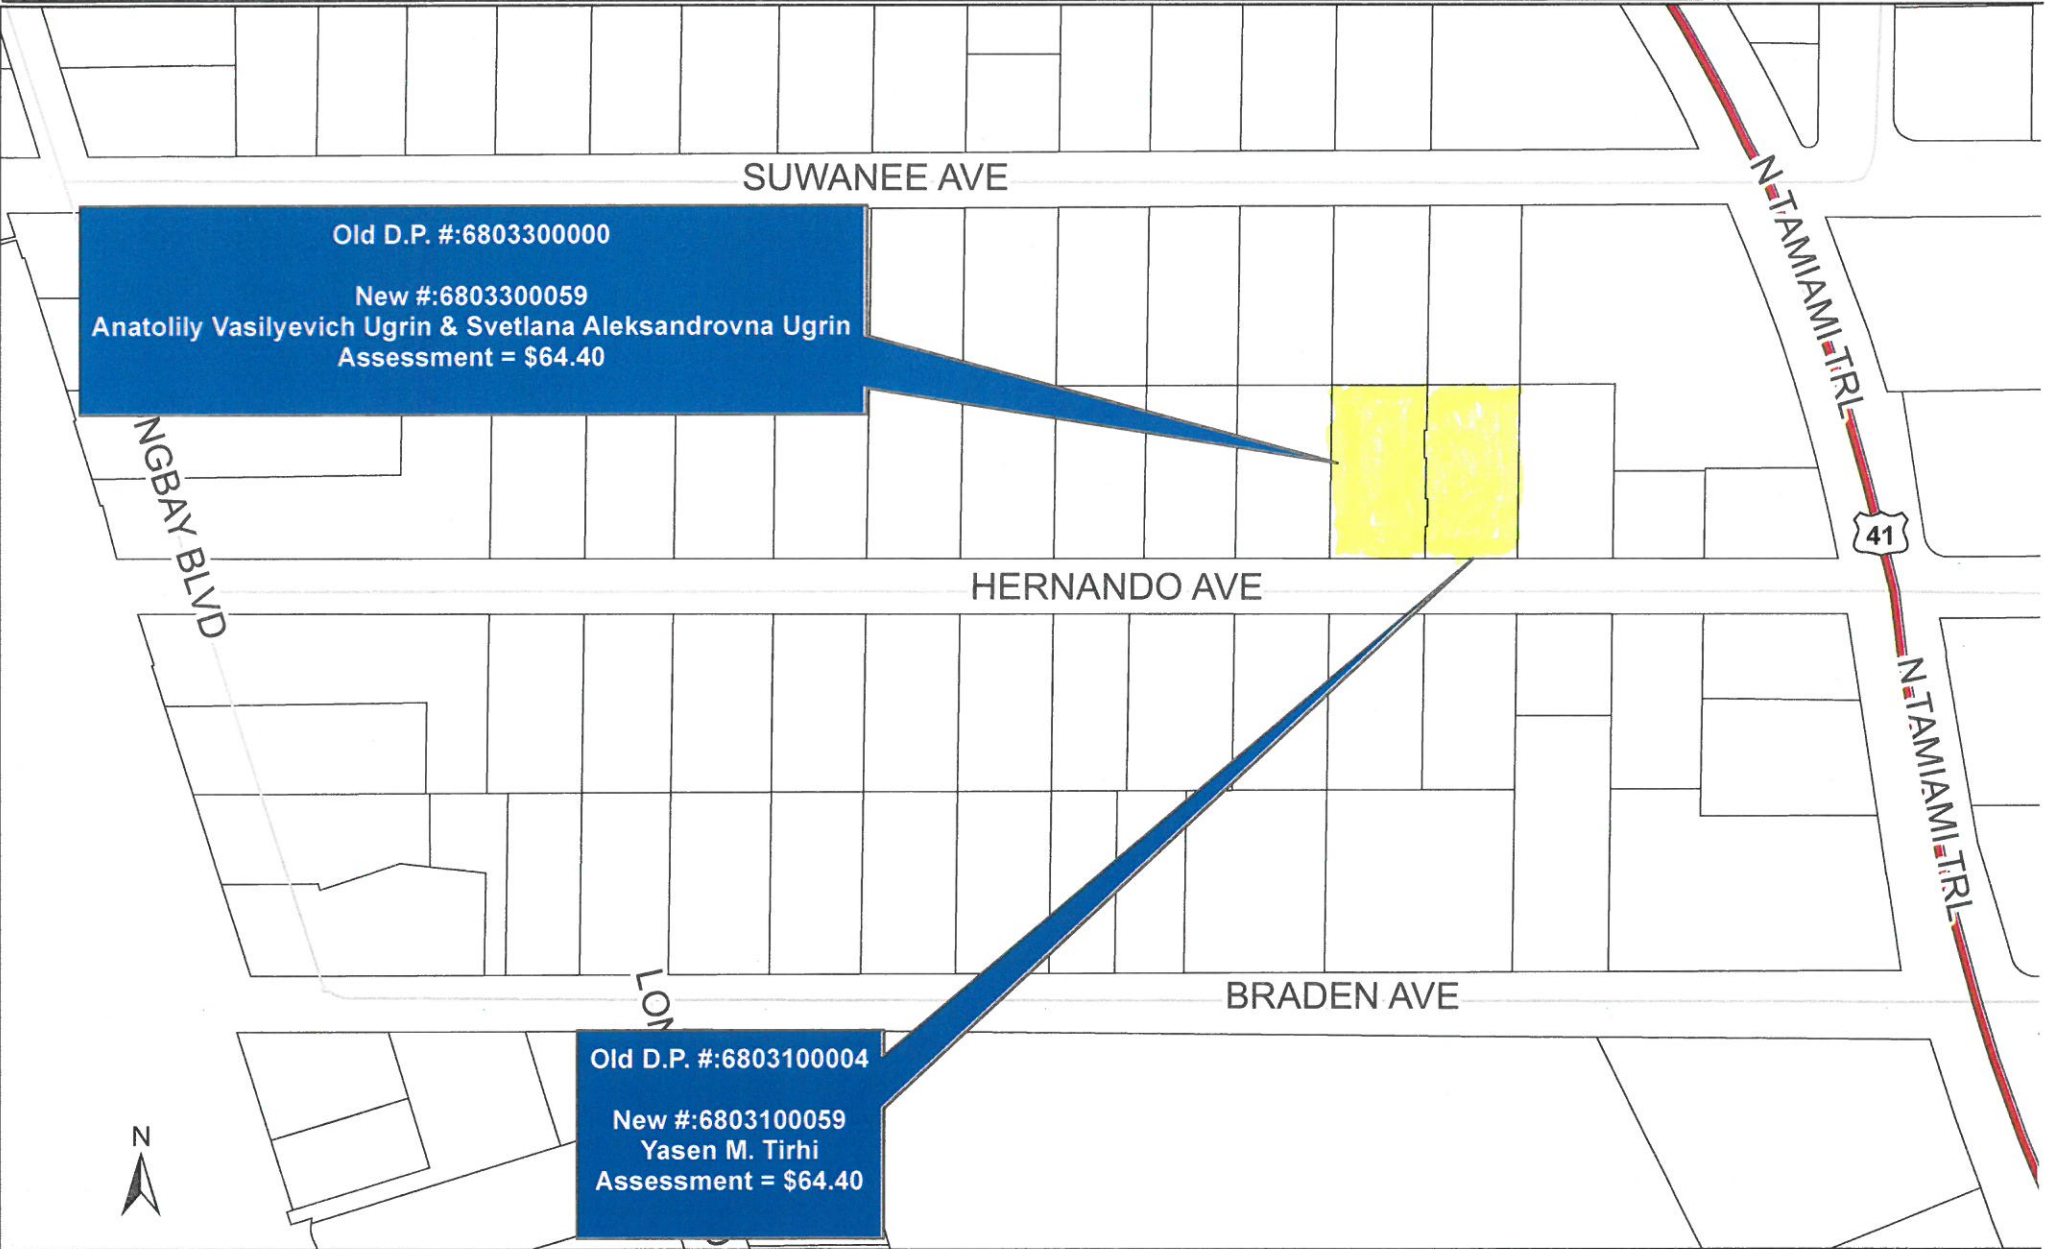 SUWANEE AVE
Old D.P. #:6803300000
New #:6803300059
Anatolily Vasilyevich Ugrin & Svetlana Aleksandrovna Ugrin
Assessment = $64.40
N TAMIAMI TRL
NGBAY BLVD
41
HERNANDO AVE
N TAMIAMI TRL
LON
BRADEN AVE
Old D.P. #:6803100004
New #:6803100059
Yasen M. Tirhi
Assessment = $64.40
N